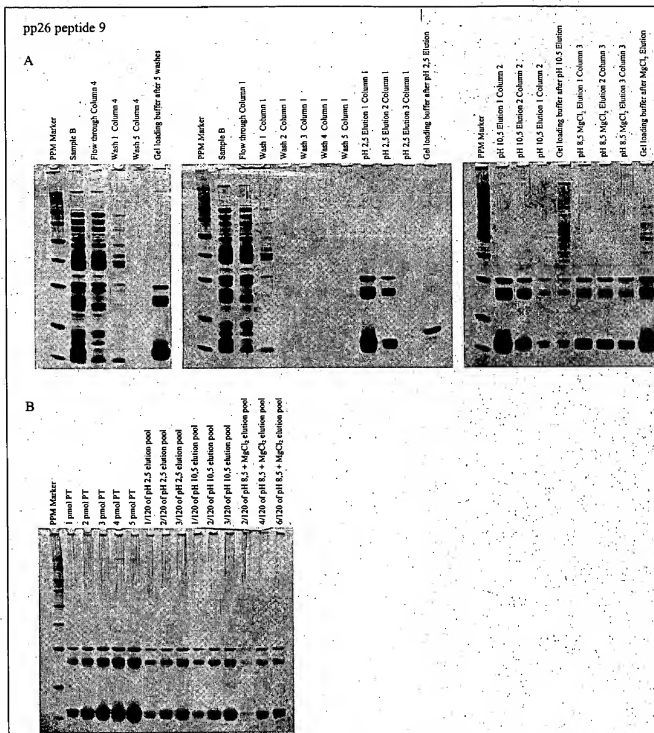 pp26 peptide 9
A
PPM Marker
Sample B
Flow through Column 4
Wash 1 Column 4
Wash 5 Column 4
Gel loading buffer after 5 washes
PPM Marker
Sample B
Flow through Column 1
Wash 1 Column 1
Wash 2 Column 1
Wash 3 Column 1
Wash 4 Column 1
Wash 5 Column 1
pH 2,5 Elution 1 Column 1
pH 2,5 Elution 2 Column 1
pH 2,5 Elution 3 Column 1
Gel loading buffer after pH 2,5 Elution
PPM Marker
pH 10,5 Elution 1 Column 2
pH 10,5 Elution 2 Column 2
pH 10,5 Elution 1 Column 2
Gel loading buffer after pH 10.5 Elution
pH 8,5 MgCl₂ Elution 1 Column 3
pH 8,5 MgCl₂ Elution 2 Column 3
pH 8,5 MgCl₂ Elution 3 Column 3
Gel loading buffer after MgCl₂ Elution
B
PPM Marker
1 pmol PT
2 pmol PT
3 pmol PT
4 pmol PT
5 pmol PT
1/120 of pH 2,5 elution pool
2/120 of pH 2,5 elution pool
3/120 of pH 2,5 elution pool
1/120 of pH 10,5 elution pool
2/120 of pH 10,5 elution pool
3/120 of pH 10,5 elution pool
2/120 of pH 8,5 + MgCl₂ elution pool
4/120 of pH 8,5 + MgCl₂ elution pool
6/120 of pH 8,5 + MgCl₂ elution pool